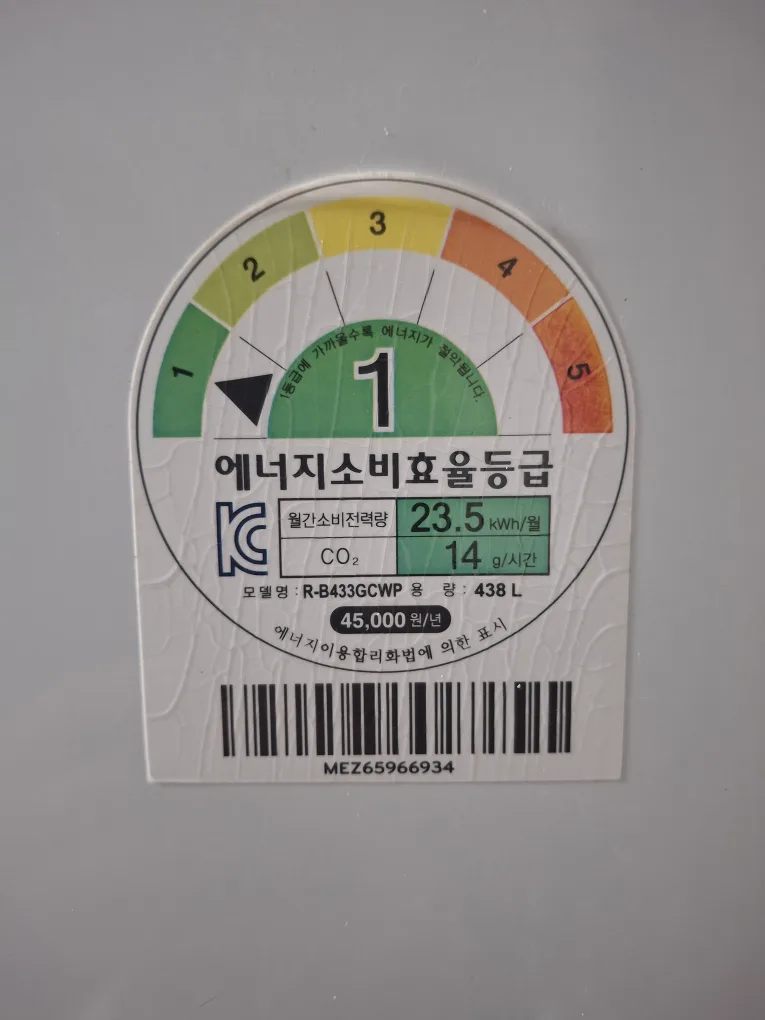 1 2 3 4 5
1등급에 가까울수록 에너지가 절약됩니다.
1
에너지소비효율등급
KC
월간소비전력량 23.5 kWh/월
CO₂ 14 g/시간
모델명 : R-B433GCWP 용 량 : 438 L
45,000 원/년
에너지이용합리화법에 의한 표시
MEZ65966934